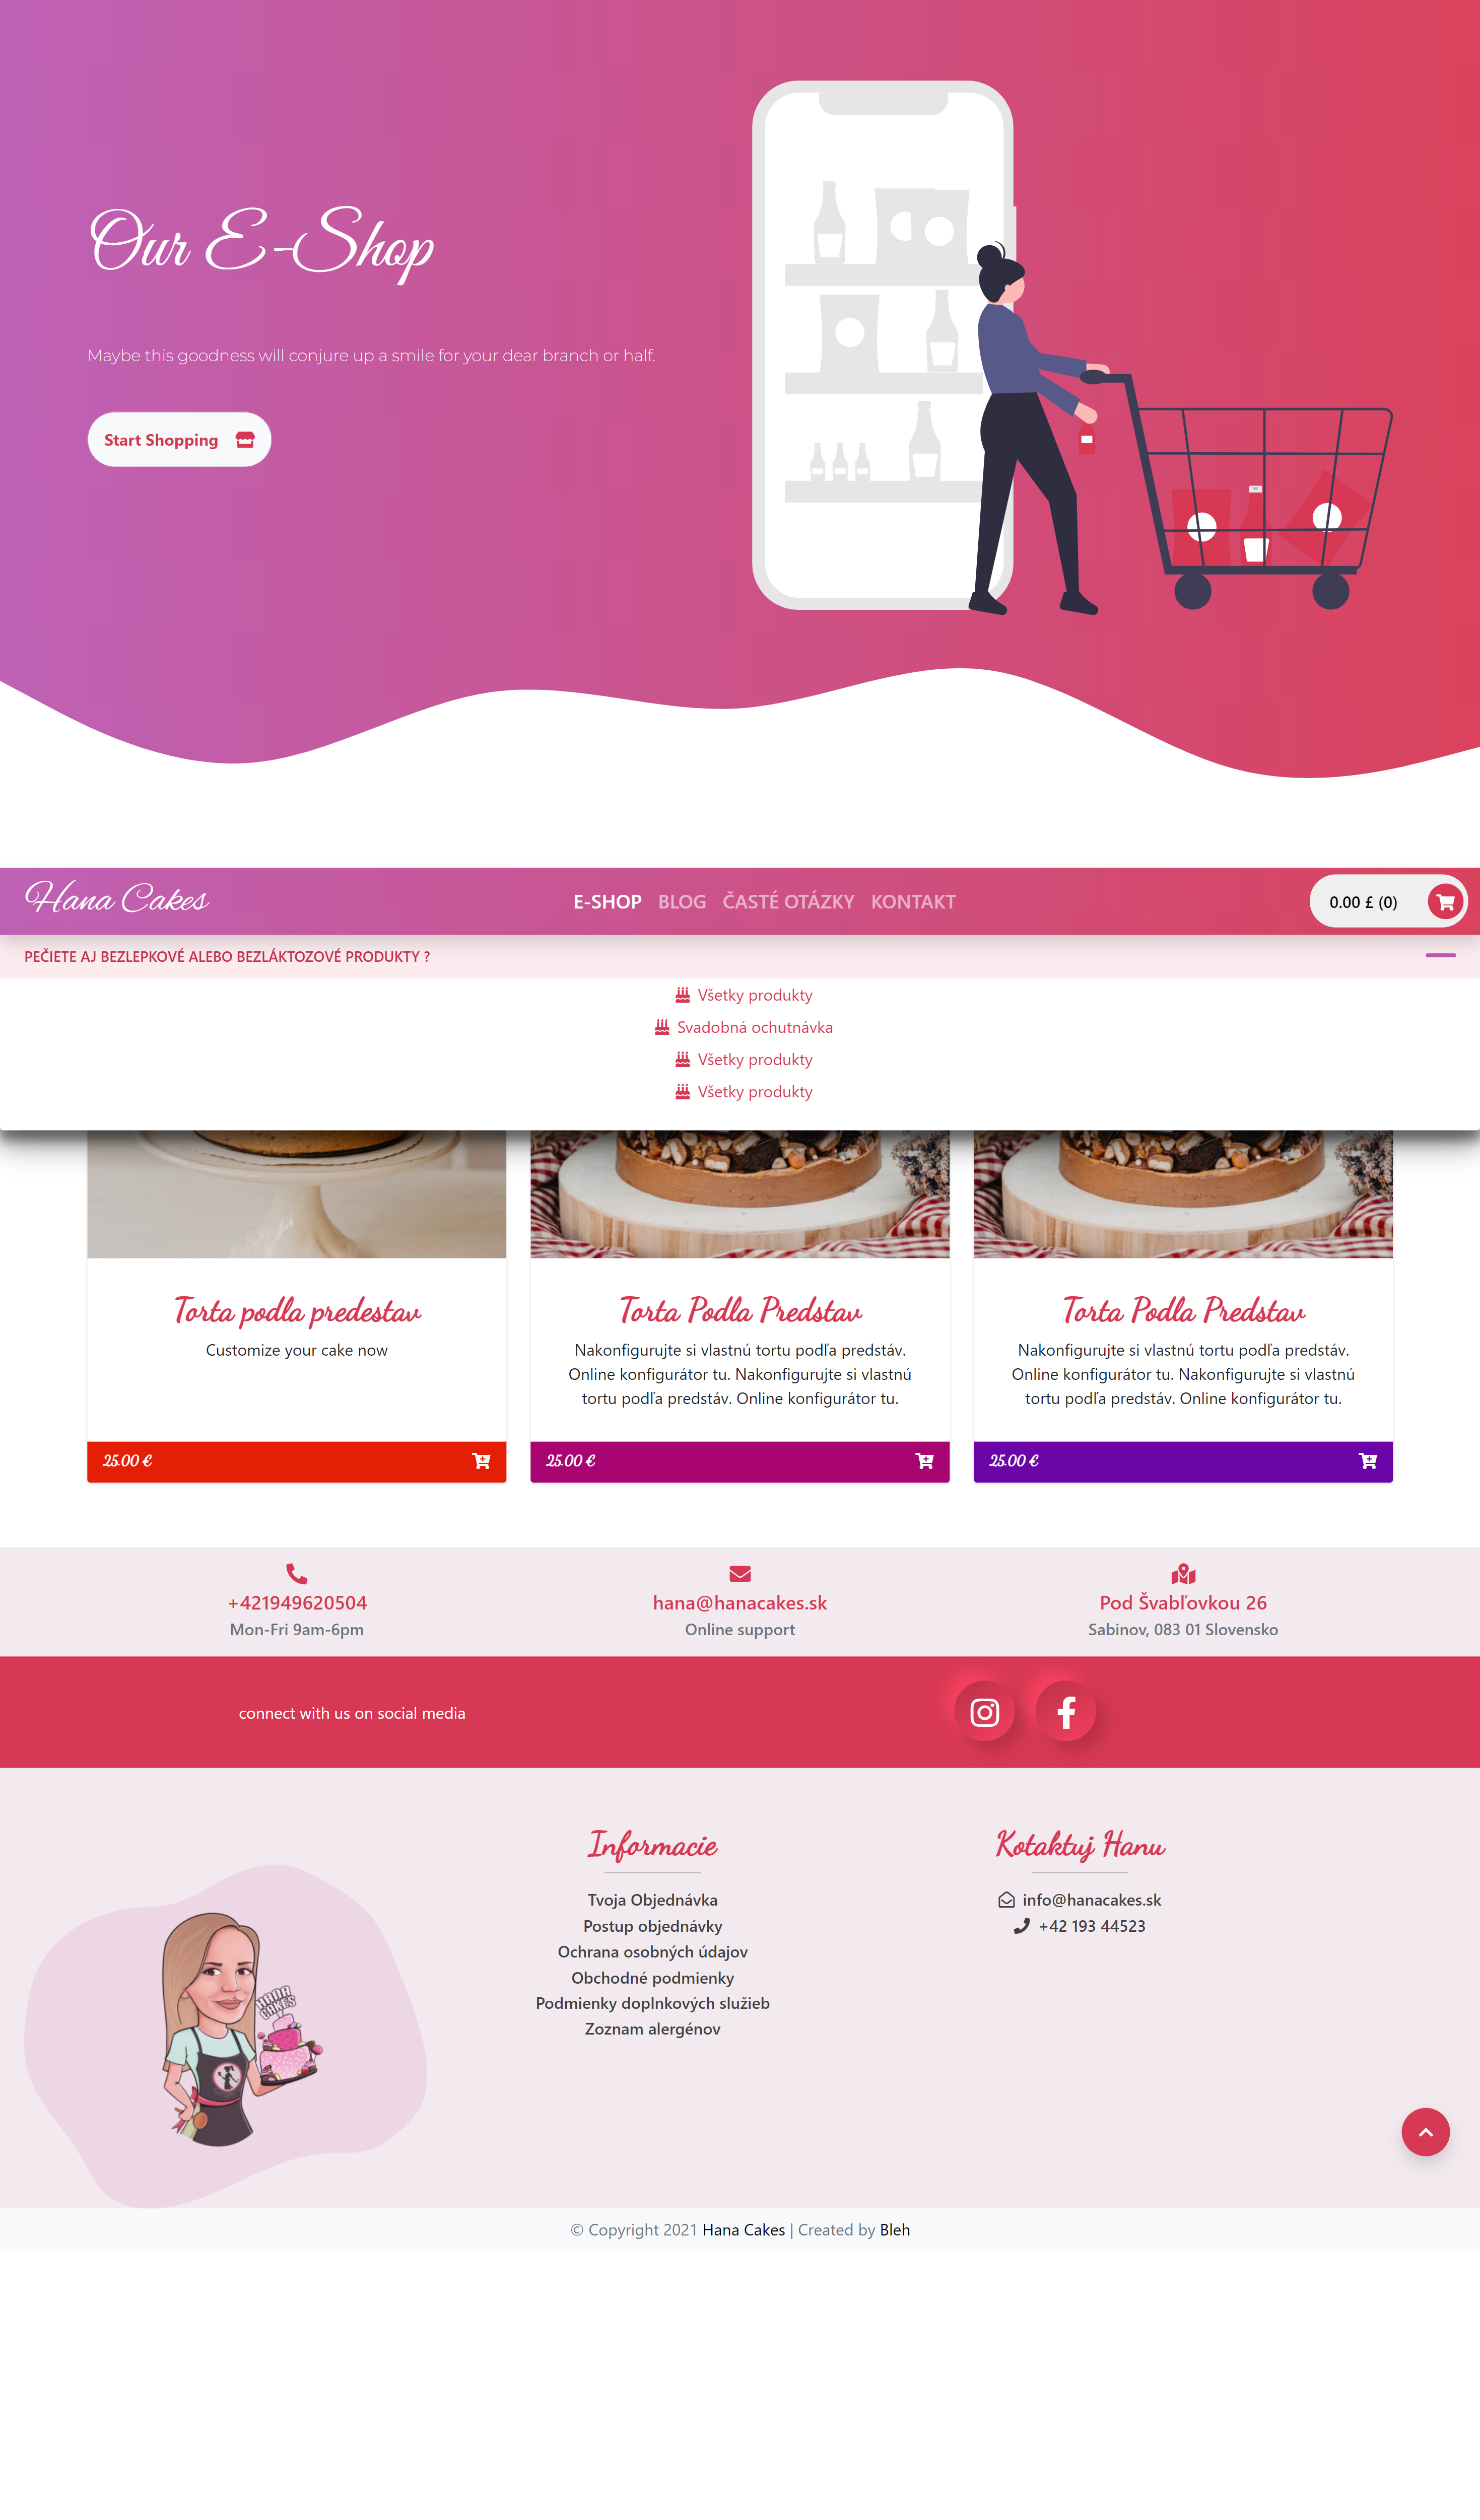 Our E-Shop
Maybe this goodness will conjure up a smile for your dear branch or half.
Start Shopping
Hana Cakes
E-SHOP BLOG ČASTÉ OTÁZKY KONTAKT
0.00 £ (0)
PEČIETE AJ BEZLEPKOVÉ ALEBO BEZLÁKTOZOVÉ PRODUKTY ?
Všetky produkty
Svadobná ochutnávka
Všetky produkty
Všetky produkty
Torta podla predestav
Customize your cake now
25.00 €
Torta Podla Predstav
Nakonfigurujte si vlastnú tortu podľa predstáv.
Online konfigurátor tu. Nakonfigurujte si vlastnú
tortu podľa predstáv. Online konfigurátor tu.
25.00 €
Torta Podla Predstav
Nakonfigurujte si vlastnú tortu podľa predstáv.
Online konfigurátor tu. Nakonfigurujte si vlastnú
tortu podľa predstáv. Online konfigurátor tu.
25.00 €
+421949620504
Mon-Fri 9am-6pm
hana@hanacakes.sk
Online support
Pod Švabľovkou 26
Sabinov, 083 01 Slovensko
connect with us on social media
HANA
CAKES
Informacie
Tvoja Objednávka
Postup objednávky
Ochrana osobných údajov
Obchodné podmienky
Podmienky doplnkových služieb
Zoznam alergénov
Kotaktuj Hanu
info@hanacakes.sk
+42 193 44523
© Copyright 2021 Hana Cakes | Created by Bleh